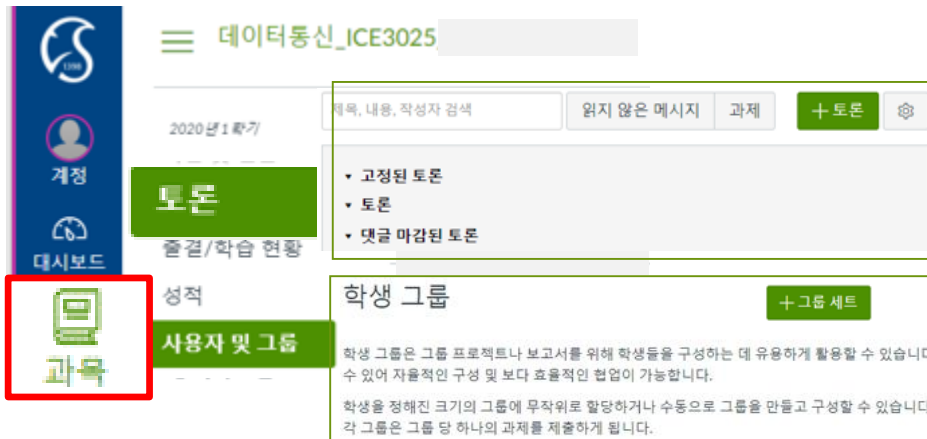 데이터통신_ICE3025
1398
계정
대시보드
과목
2020년1학기
토론
출결/학습 현황
성적
사용자 및 그룹
제목, 내용, 작성자 검색
읽지 않은 메시지
과제
+토론
고정된 토론
토론
댓글 마감된 토론
학생 그룹
+그룹 세트
학생 그룹은 그룹 프로젝트나 보고서를 위해 학생들을 구성하는 데 유용하게 활용할 수 있습니다
수 있어 자율적인 구성 및 보다 효율적인 협업이 가능합니다.
학생을 정해진 크기의 그룹에 무작위로 할당하거나 수동으로 그룹을 만들고 구성할 수 있습니다
각 그룹은 그룹 당 하나의 과제를 제출하게 됩니다.